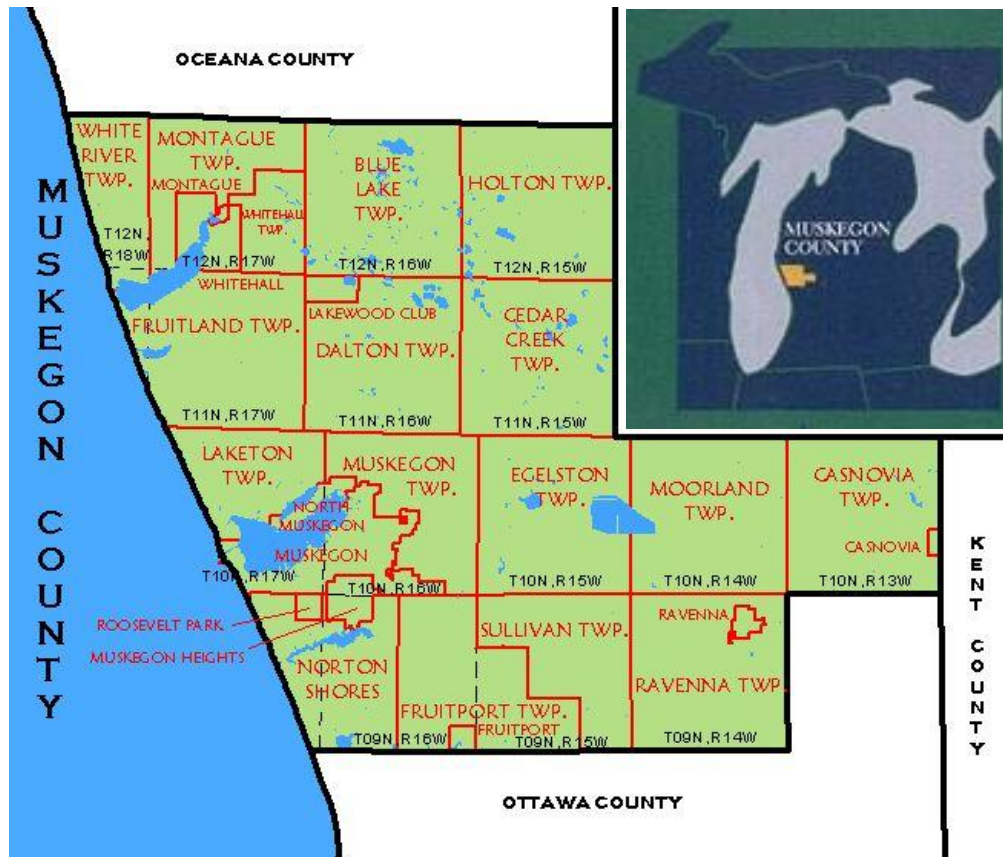 OCEANA COUNTY
MUSKEGON
COUNTY
MUSKEGON COUNTY
WHITE
RIVER
TWP.
T12N,
R18W
MONTAGUE
TWP.
MONTAGUE
WHITEHALL
TWP.
T12N,R17W
WHITEHALL
BLUE
LAKE
TWP.
T12N,R16W
HOLTON TWP.
T12N,R15W
FRUITLAND TWP.
T11N,R17W
LAKEWOOD CLUB
DALTON TWP.
T11N,R16W
CEDAR
CREEK
TWP.
T11N,R15W
LAKETON
TWP.
MUSKEGON
TWP.
NORTH
MUSKEGON
MUSKEGON
T10N,R17W
T10N,R16W
EGELSTON
TWP.
T10N,R15W
MOORLAND
TWP.
T10N,R14W
CASNOVIA
TWP.
CASNOVIA
T10N,R13W
KENT COUNTY
ROOSEVELT PARK
MUSKEGON HEIGHTS
NORTON
SHORES
SULLIVAN TWP.
RAVENNA
RAVENNA TWP.
FRUITPORT TWP.
FRUITPORT
T09N,R16W
T09N,R15W
T09N,R14W
OTTAWA COUNTY